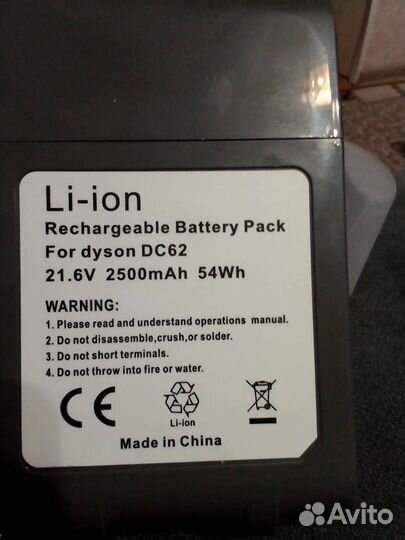 Li-ion
Rechargeable Battery Pack
For dyson DC62
21.6V 2500mAh 54Wh
WARNING:
1. Please read and understand operations manual.
2. Do not disassemble,crush,or solder.
3. Do not short terminals.
4. Do not throw into fire or water.
CE
Li-ion
Made in China
Avito